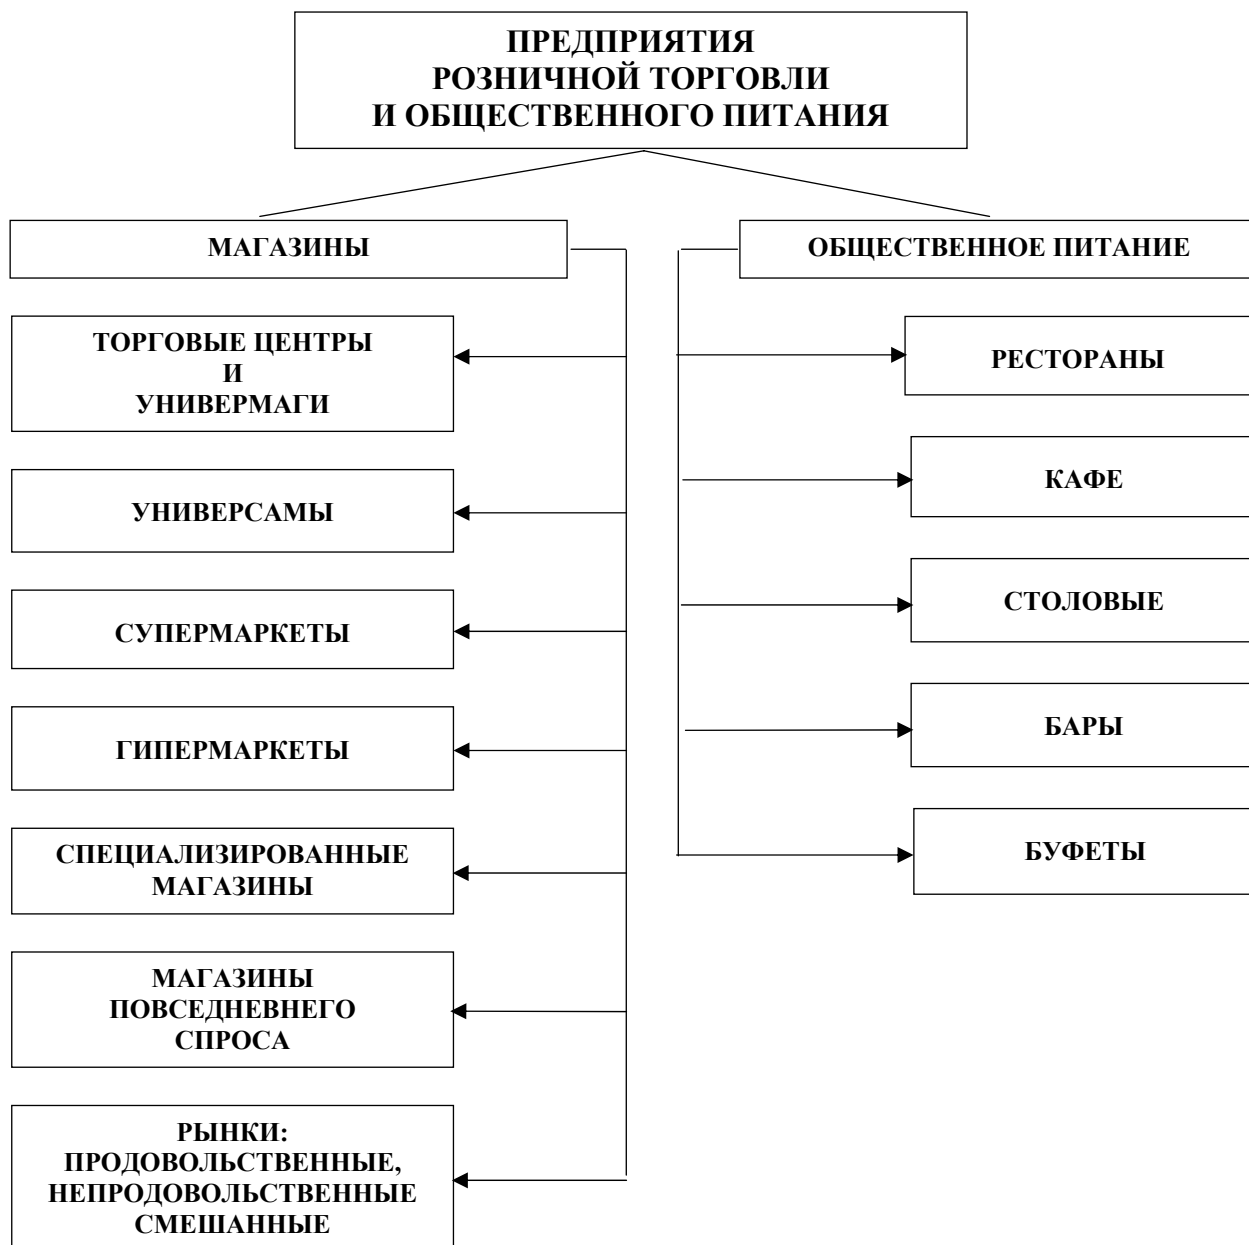 ПРЕДПРИЯТИЯ
РОЗНИЧНОЙ ТОРГОВЛИ
И ОБЩЕСТВЕННОГО ПИТАНИЯ
МАГАЗИНЫ
ТОРГОВЫЕ ЦЕНТРЫ
И
УНИВЕРМАГИ
УНИВЕРСАМЫ
СУПЕРМАРКЕТЫ
ГИПЕРМАРКЕТЫ
СПЕЦИАЛИЗИРОВАННЫЕ
МАГАЗИНЫ
МАГАЗИНЫ
ПОВСЕДНЕВНЕГО
СПРОСА
РЫНКИ:
ПРОДОВОЛЬСТВЕННЫЕ,
НЕПРОДОВОЛЬСТВЕННЫЕ
СМЕШАННЫЕ
ОБЩЕСТВЕННОЕ ПИТАНИЕ
РЕСТОРАНЫ
КАФЕ
СТОЛОВЫЕ
БАРЫ
БУФЕТЫ